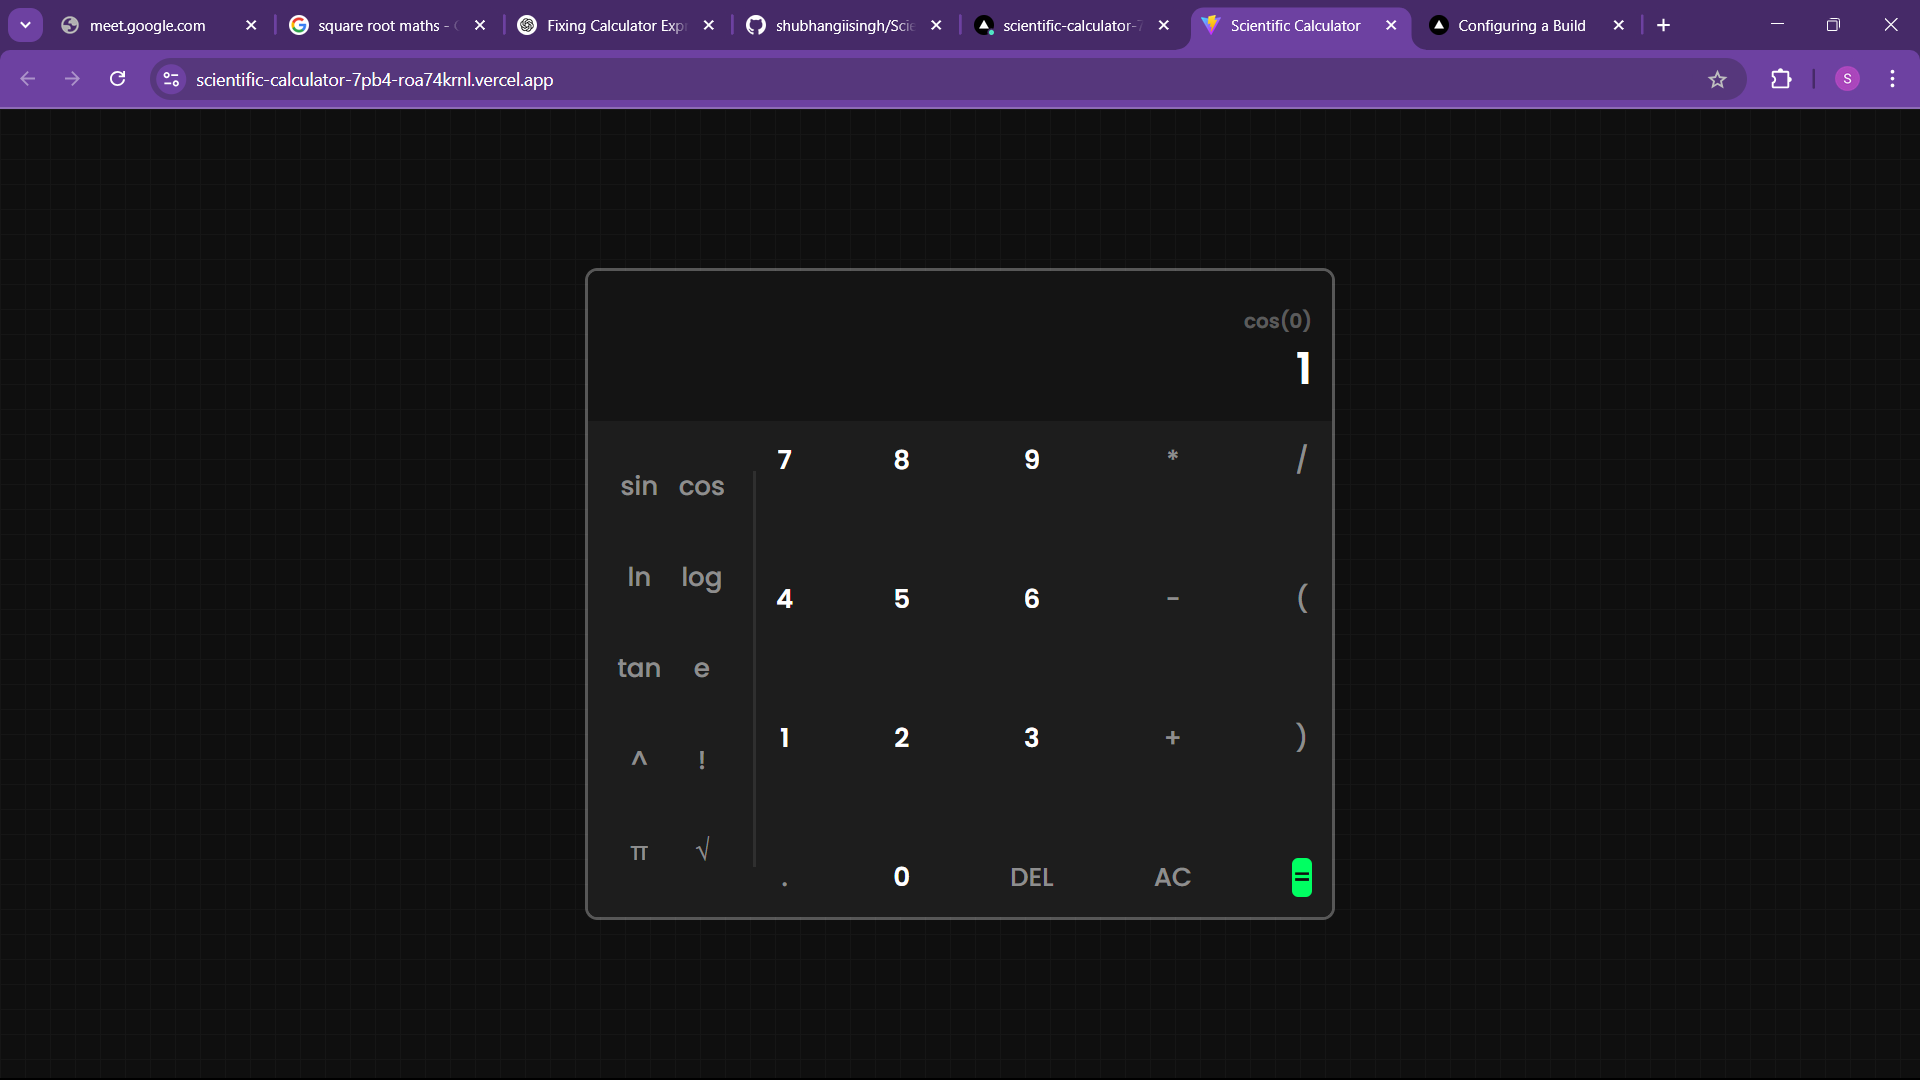 meet.google.com
square root maths -
Fixing Calculator Exp
shubhangiisingh/Scie
scientific-calculator-7
Scientific Calculator
Configuring a Build
scientific-calculator-7pb4-roa74krnl.vercel.app
S
cos(0)
1
sin cos
ln log
tan e
^ !
π √
7 8 9 * /
4 5 6 - (
1 2 3 + )
. 0 DEL AC =